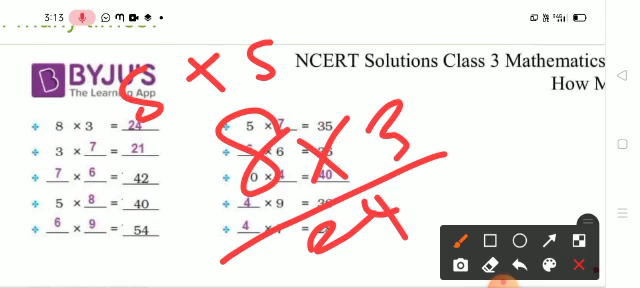 3:13
BYJU'S
The Learning App
NCERT Solutions Class 3 Mathematics
How M
5 × 5
8 × 3
24
8 × 3 = 24
3 × 7 = 21
7 × 6 = 42
5 × 8 = 40
6 × 9 = 54
5 × 7 = 35
× 6 =
0 × 4 = 40
4 × 9 =
4 ×